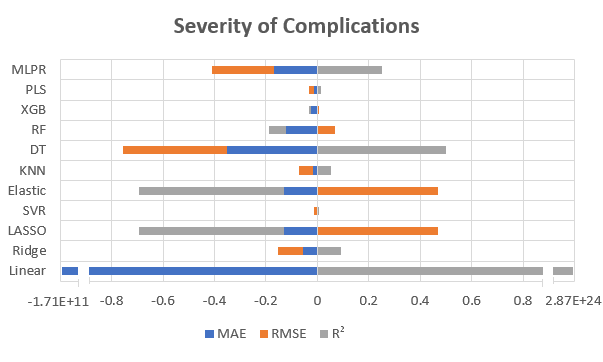 Severity of Complications
MLPR
PLS
XGB
RF
DT
KNN
Elastic
SVR
LASSO
Ridge
Linear
-1.71E+11 -0.8 -0.6 -0.4 -0.2 0 0.2 0.4 0.6 0.8 2.87E+24
MAE RMSE R²